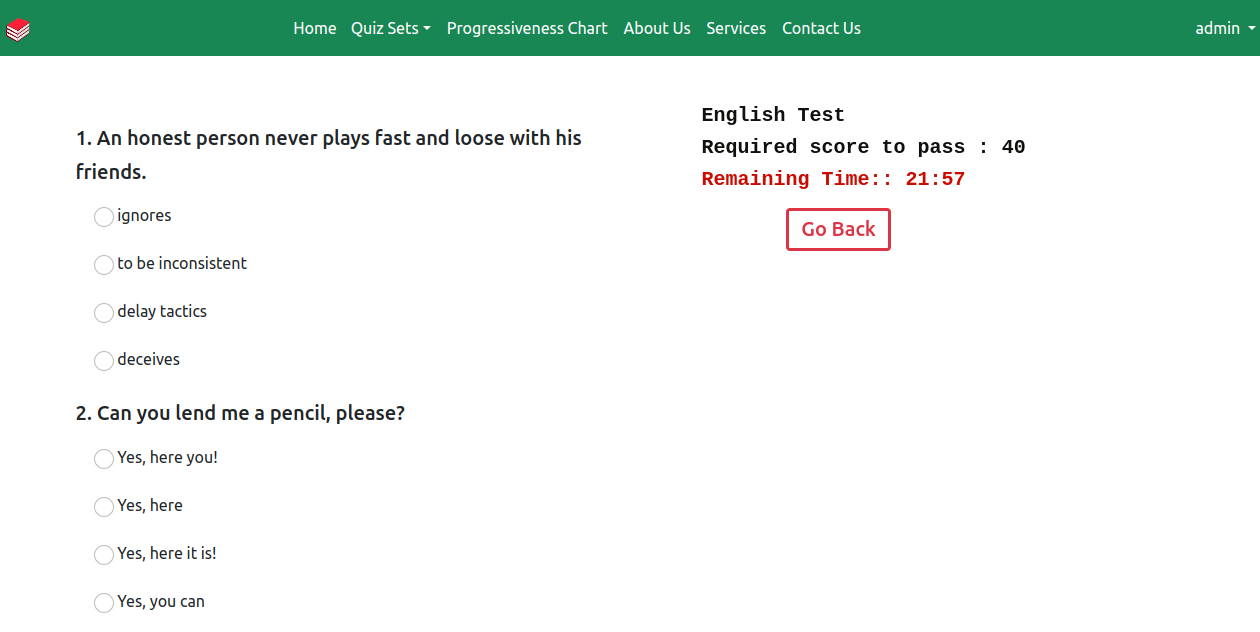 Home Quiz Sets Progressiveness Chart About Us Services Contact Us admin
1. An honest person never plays fast and loose with his
friends.
ignores
to be inconsistent
delay tactics
deceives
2. Can you lend me a pencil, please?
Yes, here you!
Yes, here
Yes, here it is!
Yes, you can
English Test
Required score to pass : 40
Remaining Time:: 21:57
Go Back